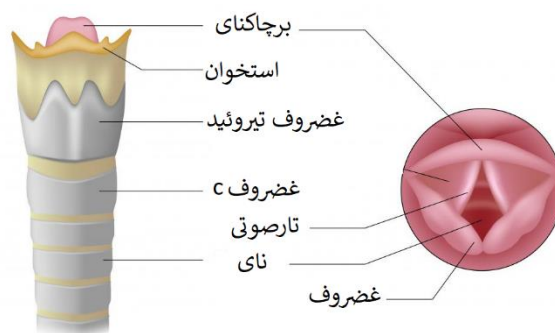 برچاکنای
استخوان
غضروف تیروئید
غضروف c
تارصوتی
نای
غضروف